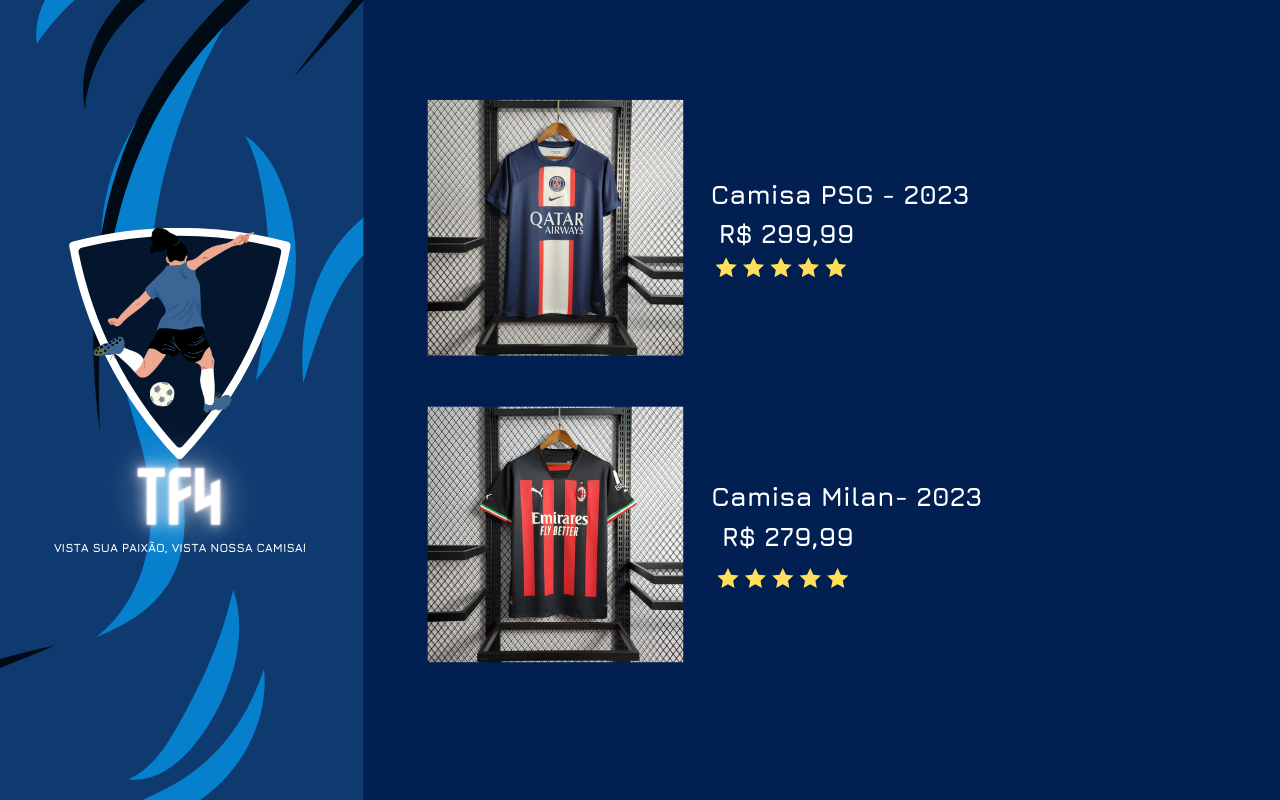 TF4
VISTA SUA PAIXÃO, VISTA NOSSA CAMISA!
QATAR
AIRWAYS
Camisa PSG - 2023
R$ 299,99
Emirates
FLY BETTER
Camisa Milan- 2023
R$ 279,99